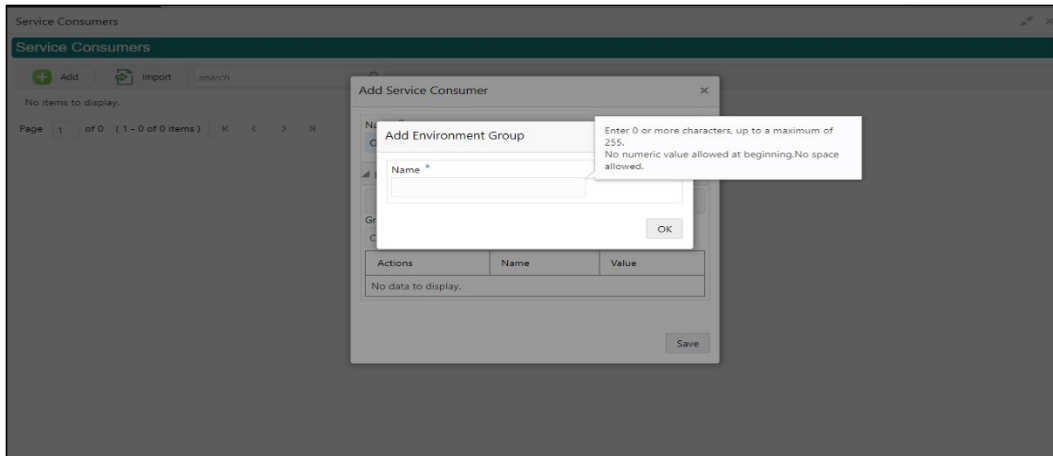 Service Consumers
Service Consumers
Add Import search
No items to display.
Page 1 of 0 (1 - 0 of 0 items)
Add Service Consumer
Add Environment Group
Enter 0 or more characters, up to a maximum of
255.
No numeric value allowed at beginning.No space
allowed.
Name *
OK
Actions Name Value
No data to display.
Save